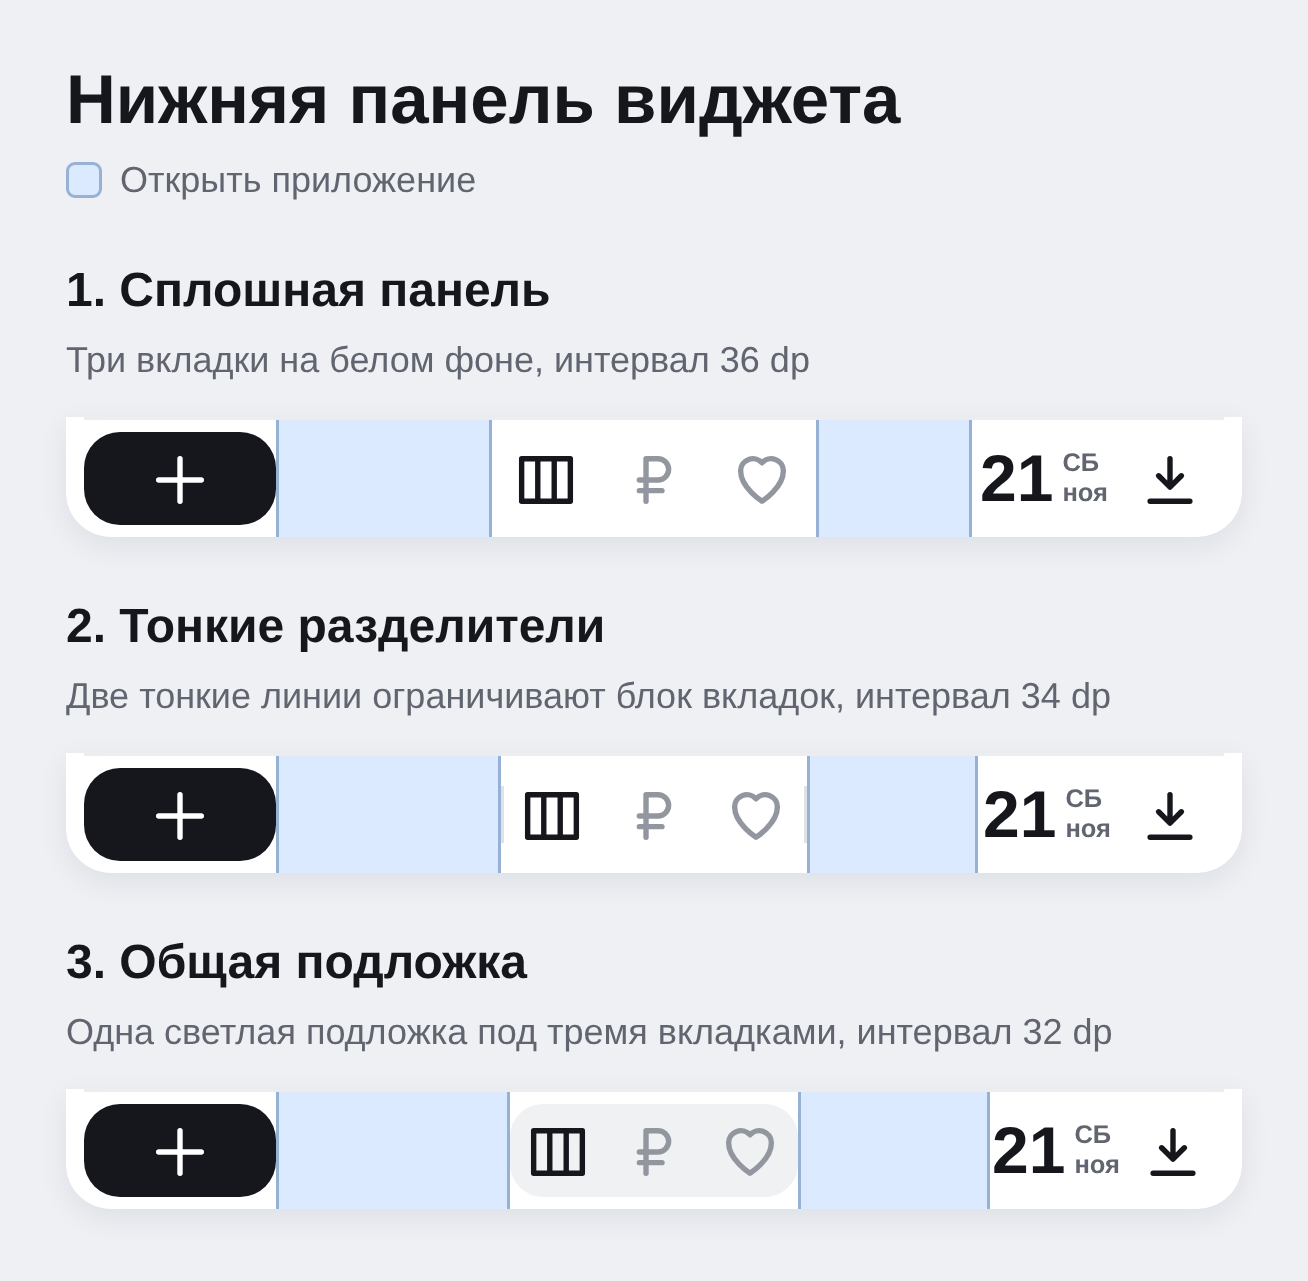 Нижняя панель виджета
Открыть приложение
1. Сплошная панель
Три вкладки на белом фоне, интервал 36 dp
21 СБ
ноя
2. Тонкие разделители
Две тонкие линии ограничивают блок вкладок, интервал 34 dp
21 СБ
ноя
3. Общая подложка
Одна светлая подложка под тремя вкладками, интервал 32 dp
21 СБ
ноя